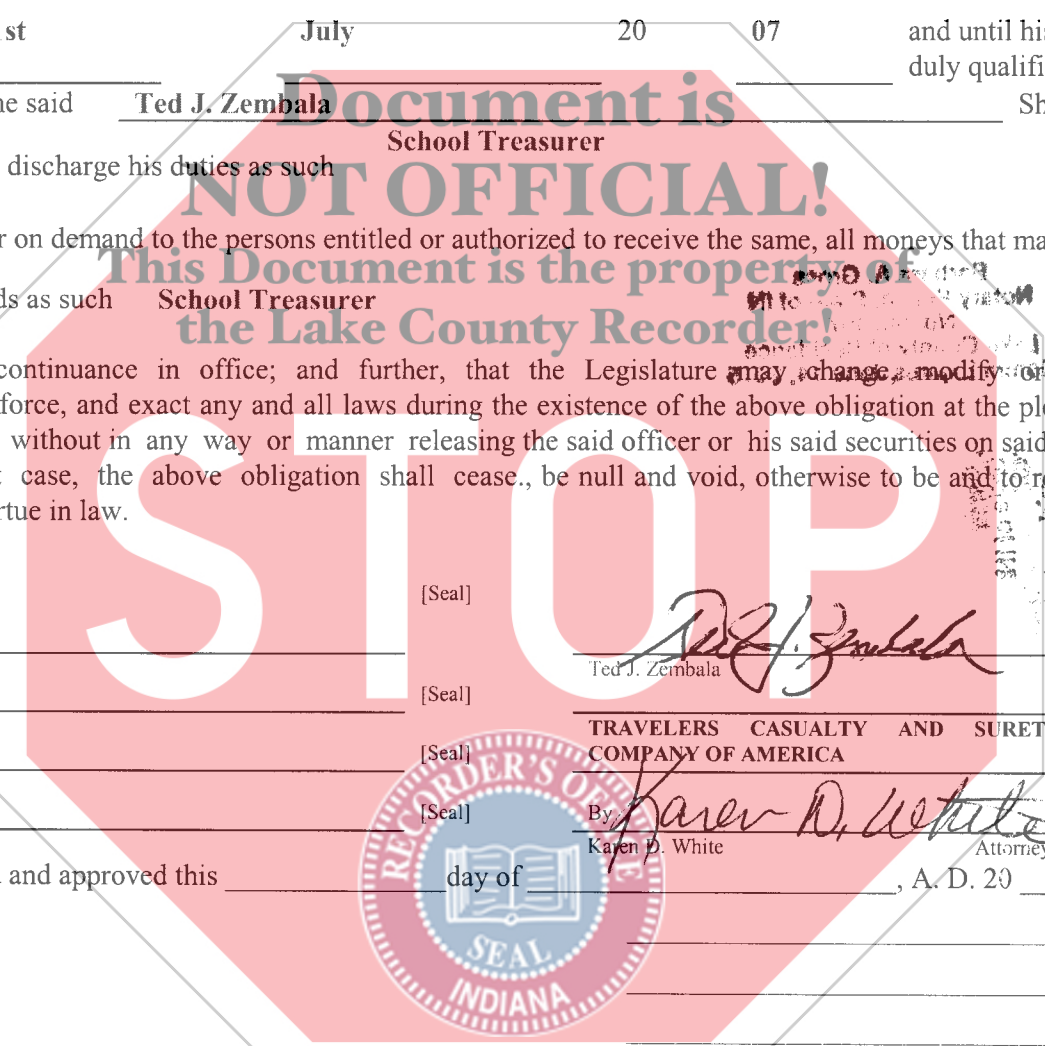 1st July 20 07 and until his
duly qualifi
he said Ted J. Zembala Sh
Document is
School Treasurer
discharge his duties as such
NOT OFFICIAL!
r on demand to the persons entitled or authorized to receive the same, all moneys that ma
This Document is the property of
ds as such School Treasurer
the Lake County Recorder!
continuance in office; and further, that the Legislature may change, modify or
force, and exact any and all laws during the existence of the above obligation at the pl
without in any way or manner releasing the said officer or his said securities on said
t case, the above obligation shall cease., be null and void, otherwise to be and to r
rtue in law.
STOP
[Seal]
Ted J. Zembala
Ted J. Zembala
[Seal]
TRAVELERS CASUALTY AND SURET
[Seal] COMPANY OF AMERICA
[Seal] By Karen D. White
Karen D. White Attorney
and approved this day of , A. D. 20
RECORDER'S OFFICE
SEAL
INDIANA